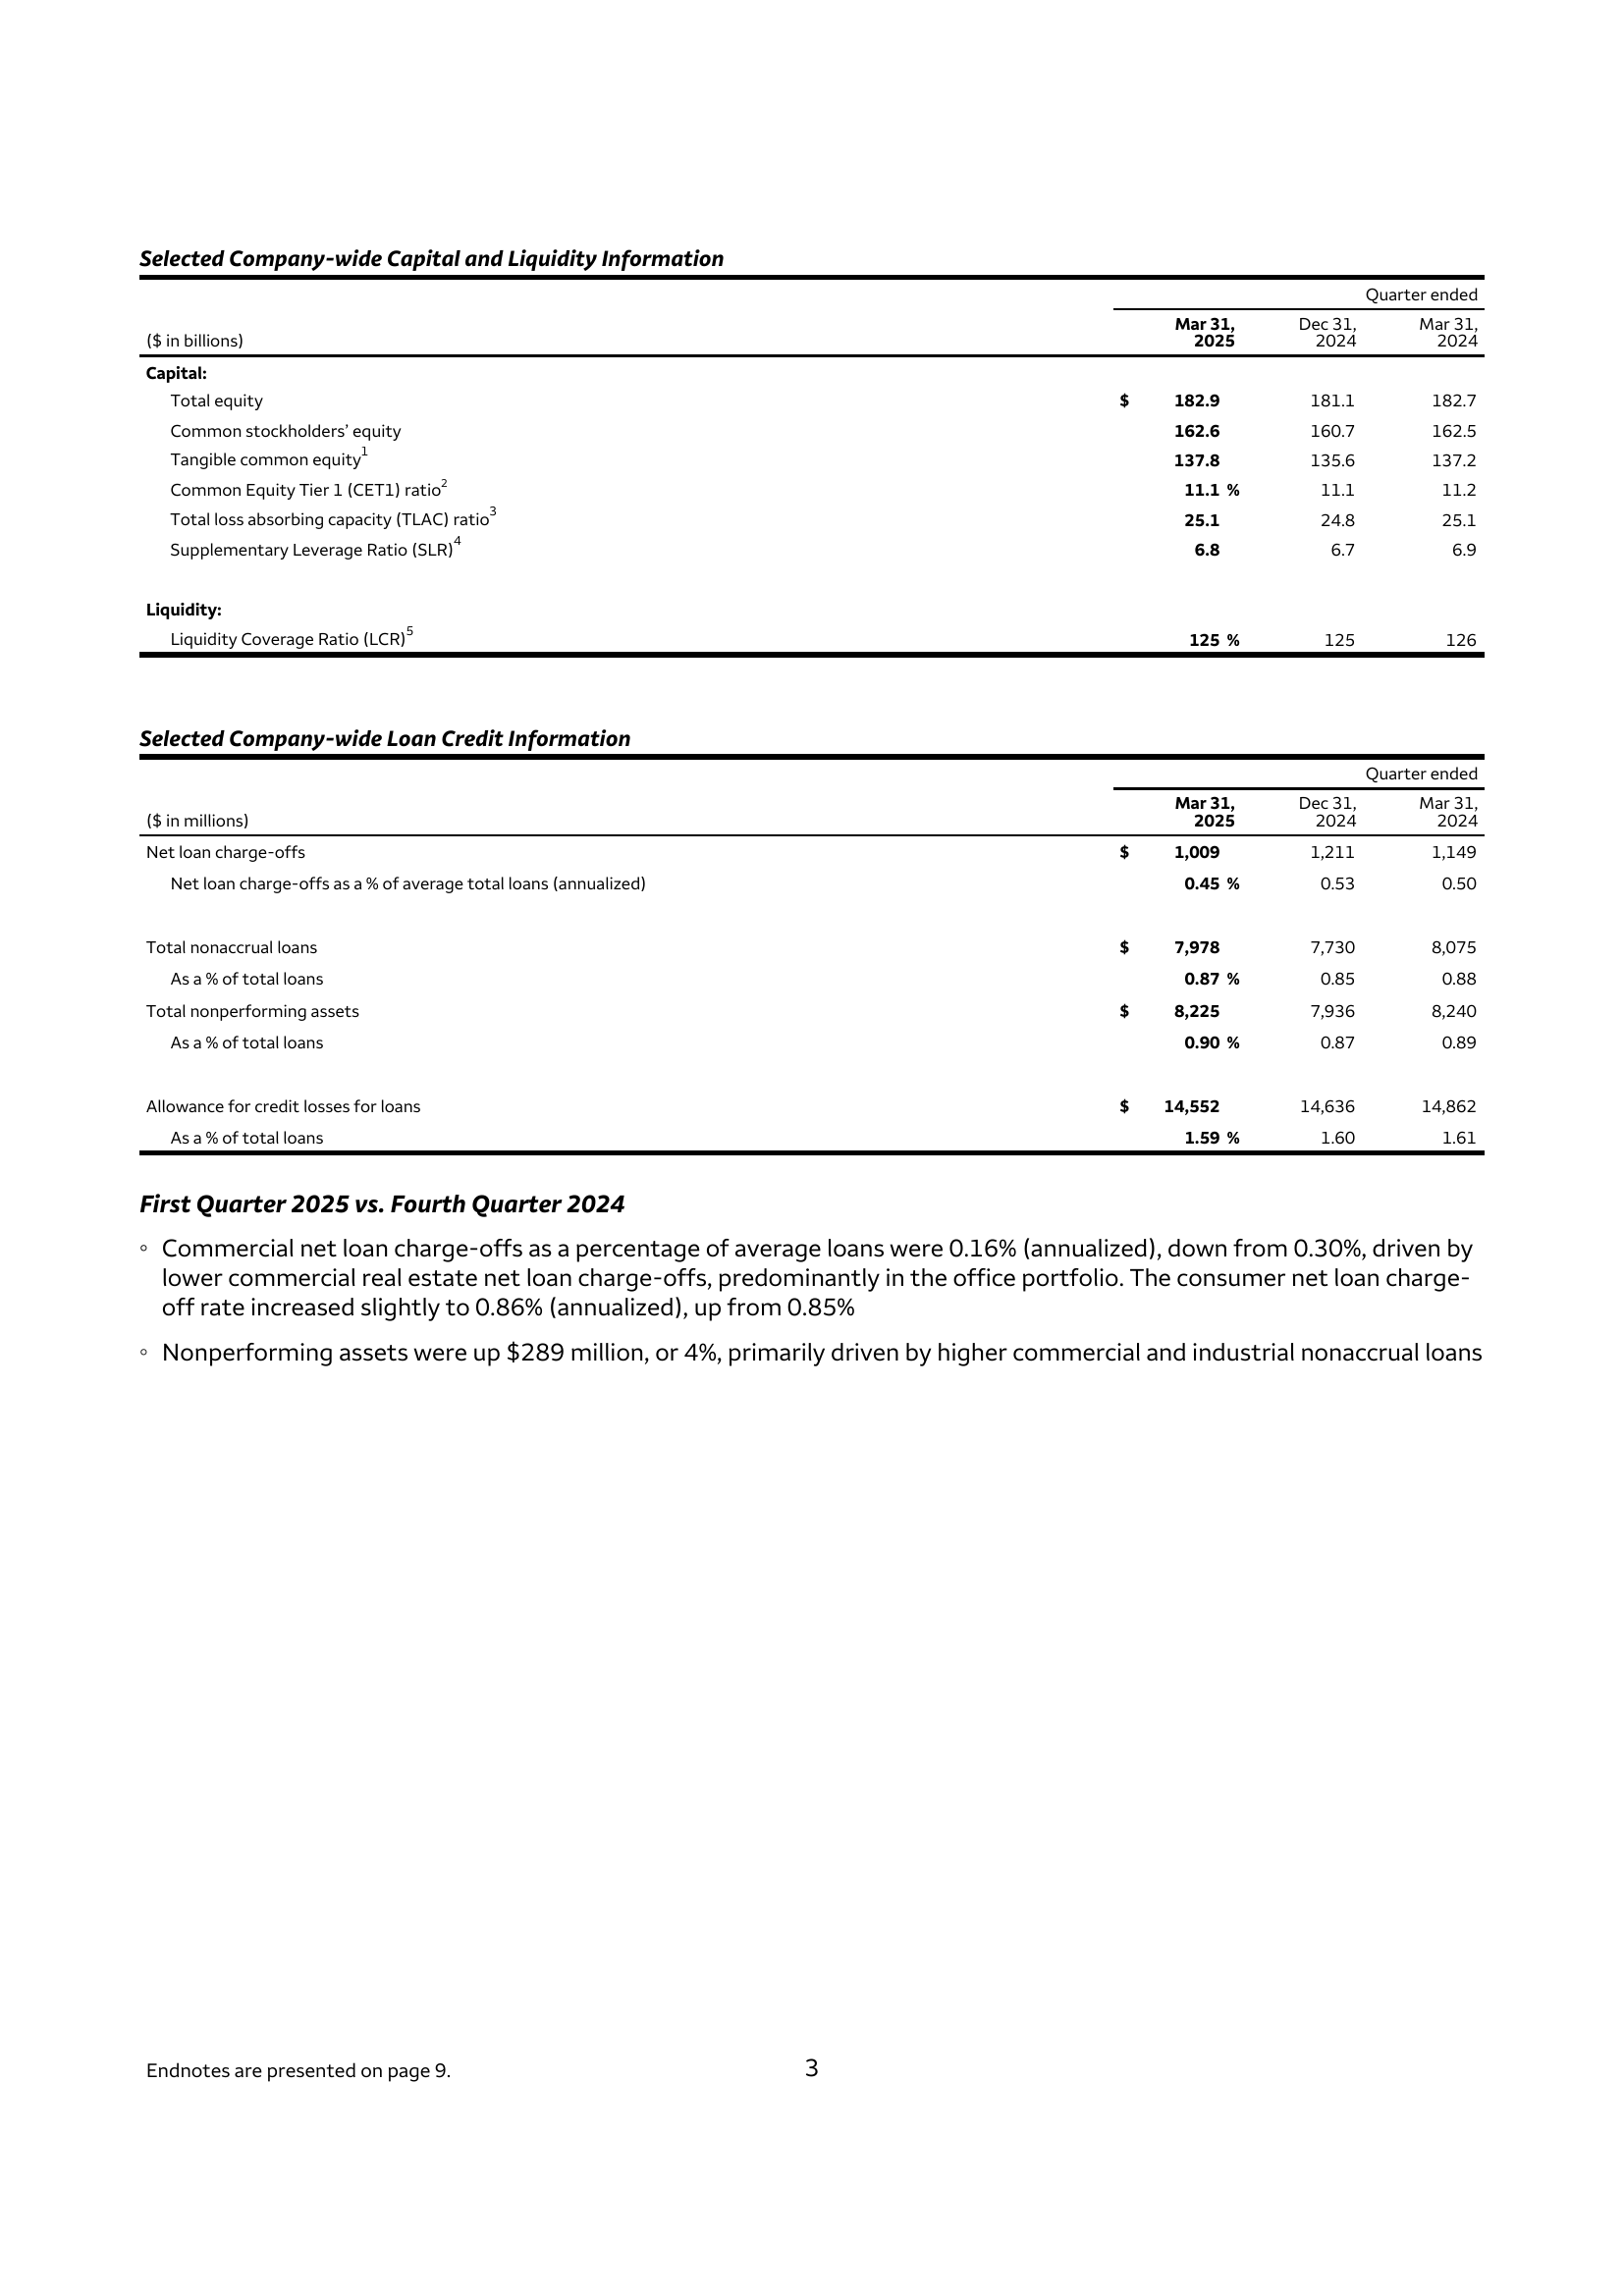 Selected Company-wide Capital and Liquidity Information
Quarter ended
($ in billions) Mar 31, 2025 Dec 31, 2024 Mar 31, 2024
Capital:
Total equity $ 182.9 181.1 182.7
Common stockholders’ equity 162.6 160.7 162.5
Tangible common equity1 137.8 135.6 137.2
Common Equity Tier 1 (CET1) ratio2 11.1 % 11.1 11.2
Total loss absorbing capacity (TLAC) ratio3 25.1 24.8 25.1
Supplementary Leverage Ratio (SLR)4 6.8 6.7 6.9
Liquidity:
Liquidity Coverage Ratio (LCR)5 125 % 125 126
Selected Company-wide Loan Credit Information
Quarter ended
($ in millions) Mar 31, 2025 Dec 31, 2024 Mar 31, 2024
Net loan charge-offs $ 1,009 1,211 1,149
Net loan charge-offs as a % of average total loans (annualized) 0.45 % 0.53 0.50
Total nonaccrual loans $ 7,978 7,730 8,075
As a % of total loans 0.87 % 0.85 0.88
Total nonperforming assets $ 8,225 7,936 8,240
As a % of total loans 0.90 % 0.87 0.89
Allowance for credit losses for loans $ 14,552 14,636 14,862
As a % of total loans 1.59 % 1.60 1.61
First Quarter 2025 vs. Fourth Quarter 2024
◦ Commercial net loan charge-offs as a percentage of average loans were 0.16% (annualized), down from 0.30%, driven by
lower commercial real estate net loan charge-offs, predominantly in the office portfolio. The consumer net loan charge-
off rate increased slightly to 0.86% (annualized), up from 0.85%
◦ Nonperforming assets were up $289 million, or 4%, primarily driven by higher commercial and industrial nonaccrual loans
Endnotes are presented on page 9. 3